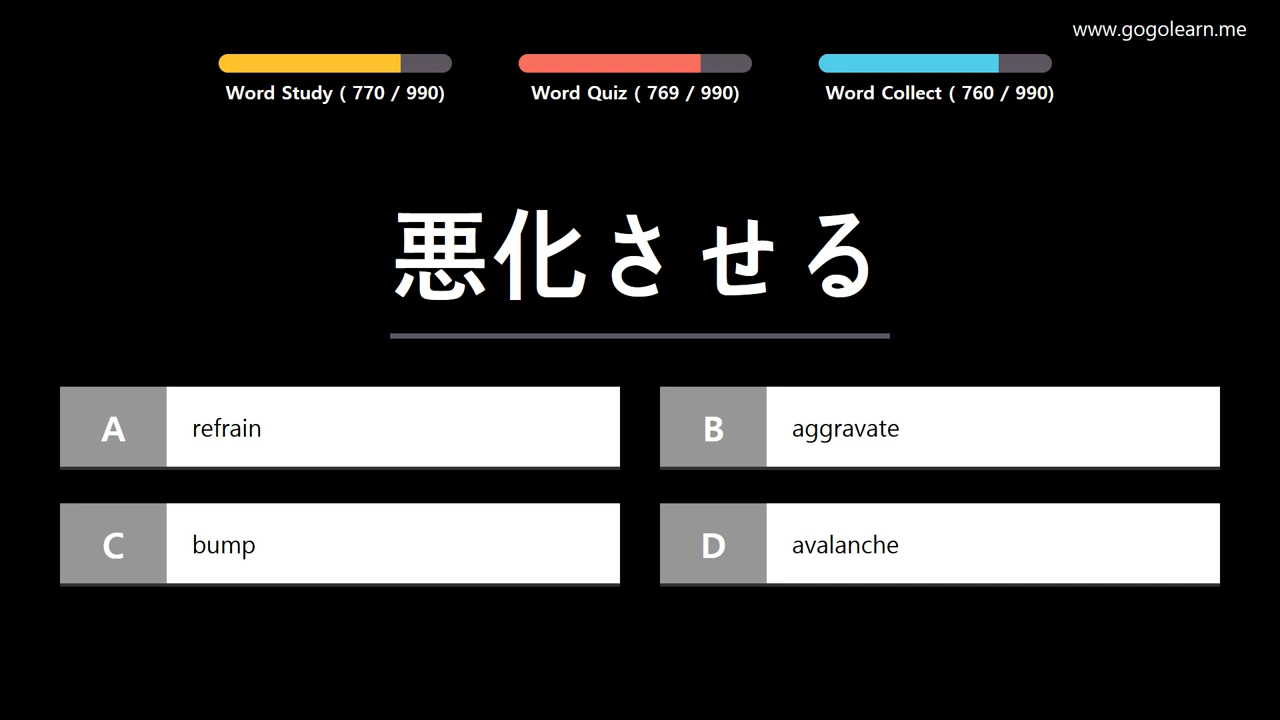 www.gogolearn.me
Word Study ( 770 / 990)
Word Quiz ( 769 / 990)
Word Collect ( 760 / 990)
悪化させる
A refrain
B aggravate
C bump
D avalanche